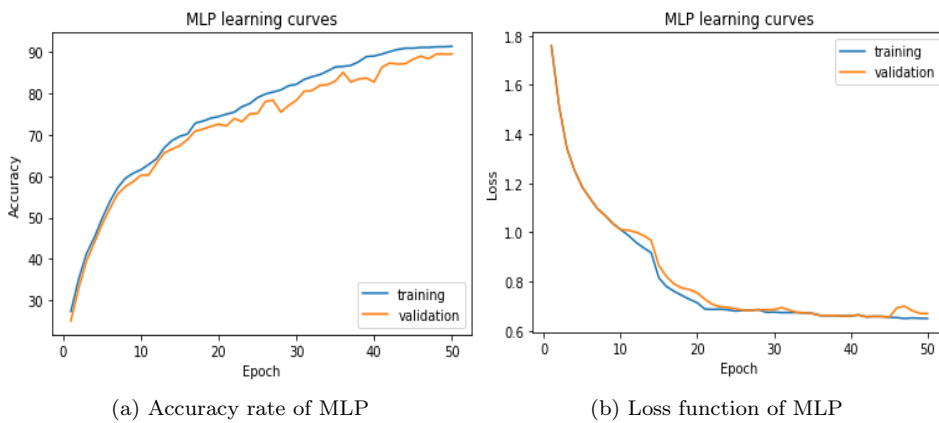 MLP learning curves
Accuracy
90
80
70
60
50
40
30
training
validation
0 10 20 30 40 50
Epoch
(a) Accuracy rate of MLP
MLP learning curves
Loss
1.8
1.6
1.4
1.2
1.0
0.8
0.6
training
validation
0 10 20 30 40 50
Epoch
(b) Loss function of MLP